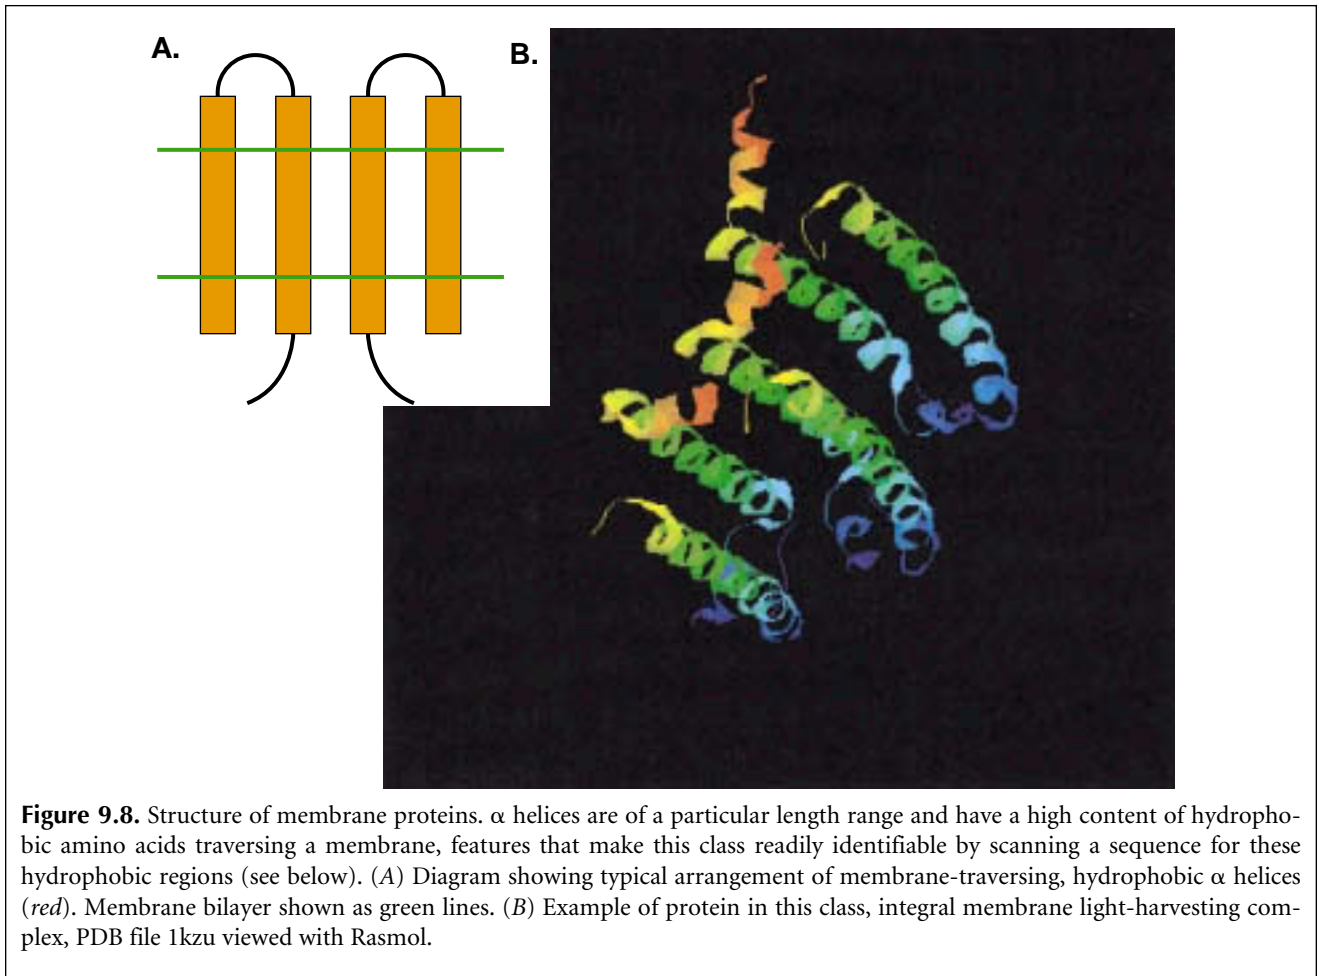 A.
B.
Figure 9.8. Structure of membrane proteins. α helices are of a particular length range and have a high content of hydropho-
bic amino acids traversing a membrane, features that make this class readily identifiable by scanning a sequence for these
hydrophobic regions (see below). (A) Diagram showing typical arrangement of membrane-traversing, hydrophobic α helices
(red). Membrane bilayer shown as green lines. (B) Example of protein in this class, integral membrane light-harvesting com-
plex, PDB file 1kzu viewed with Rasmol.